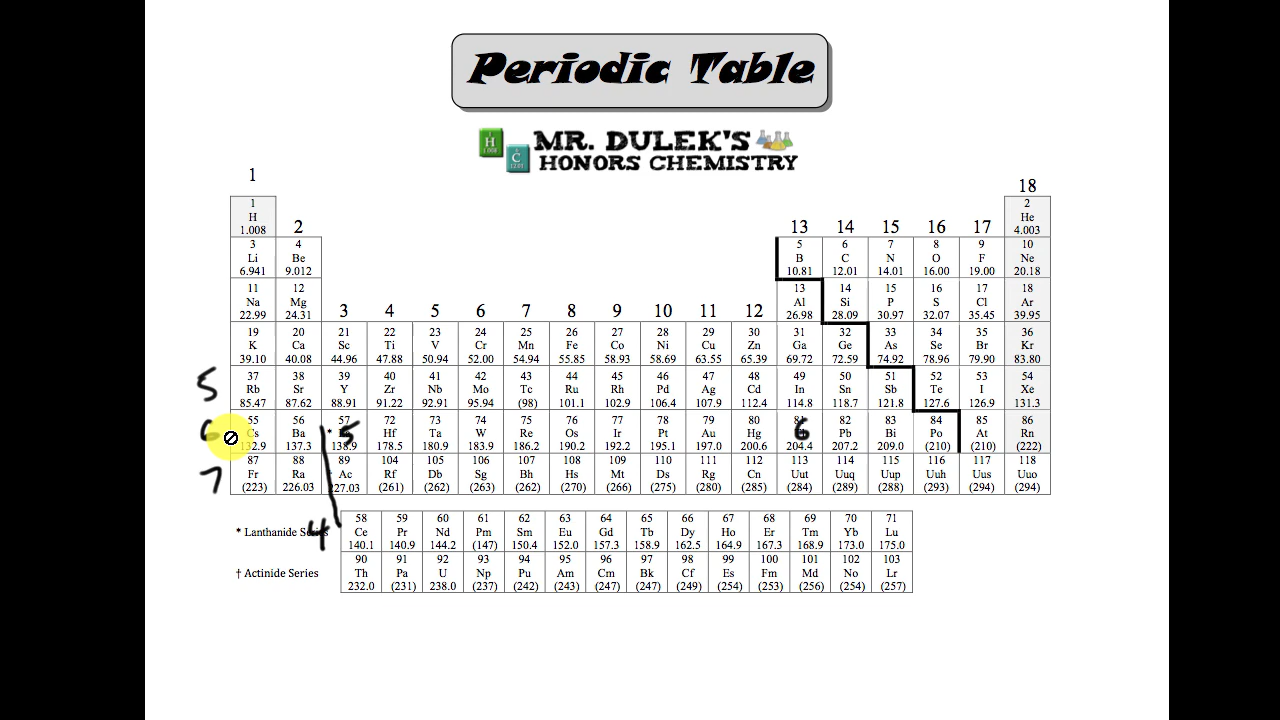 Periodic Table
H
1.008
C
12.01
MR. DULEK'S
HONORS CHEMISTRY
1 18
1 2
H He
1.008 2 13 14 15 16 17 4.003
3 4 5 6 7 8 9 10
Li Be B C N O F Ne
6.941 9.012 10.81 12.01 14.01 16.00 19.00 20.18
11 12 13 14 15 16 17 18
Na Mg Al Si P S Cl Ar
22.99 24.31 3 4 5 6 7 8 9 10 11 12 26.98 28.09 30.97 32.07 35.45 39.95
19 20 21 22 23 24 25 26 27 28 29 30 31 32 33 34 35 36
K Ca Sc Ti V Cr Mn Fe Co Ni Cu Zn Ga Ge As Se Br Kr
39.10 40.08 44.96 47.88 50.94 52.00 54.94 55.85 58.93 58.69 63.55 65.39 69.72 72.59 74.92 78.96 79.90 83.80
37 38 39 40 41 42 43 44 45 46 47 48 49 50 51 52 53 54
5 Rb Sr Y Zr Nb Mo Tc Ru Rh Pd Ag Cd In Sn Sb Te I Xe
85.47 87.62 88.91 91.22 92.91 95.94 (98) 101.1 102.9 106.4 107.9 112.4 114.8 118.7 121.8 127.6 126.9 131.3
55 56 57 72 73 74 75 76 77 78 79 80 81 82 83 84 85 86
6 Cs Ba * 5 Hf Ta W Re Os Ir Pt Au Hg 6 Pb Bi Po At Rn
132.9 137.3 138.9 178.5 180.9 183.9 186.2 190.2 192.2 195.1 197.0 200.6 204.4 207.2 209.0 (210) (210) (222)
87 88 89 104 105 106 107 108 109 110 111 112 113 114 115 116 117 118
7 Fr Ra Ac Rf Db Sg Bh Hs Mt Ds Rg Cn Uut Uuq Uup Uuh Uus Uuo
(223) 226.03 227.03 (261) (262) (263) (262) (270) (266) (275) (280) (285) (284) (289) (288) (293) (294) (294)
58 59 60 61 62 63 64 65 66 67 68 69 70 71
* Lanthanide Series 4 Ce Pr Nd Pm Sm Eu Gd Tb Dy Ho Er Tm Yb Lu
140.1 140.9 144.2 (147) 150.4 152.0 157.3 158.9 162.5 164.9 167.3 168.9 173.0 175.0
90 91 92 93 94 95 96 97 98 99 100 101 102 103
† Actinide Series Th Pa U Np Pu Am Cm Bk Cf Es Fm Md No Lr
232.0 (231) 238.0 (237) (242) (243) (247) (247) (249) (254) (253) (256) (254) (257)